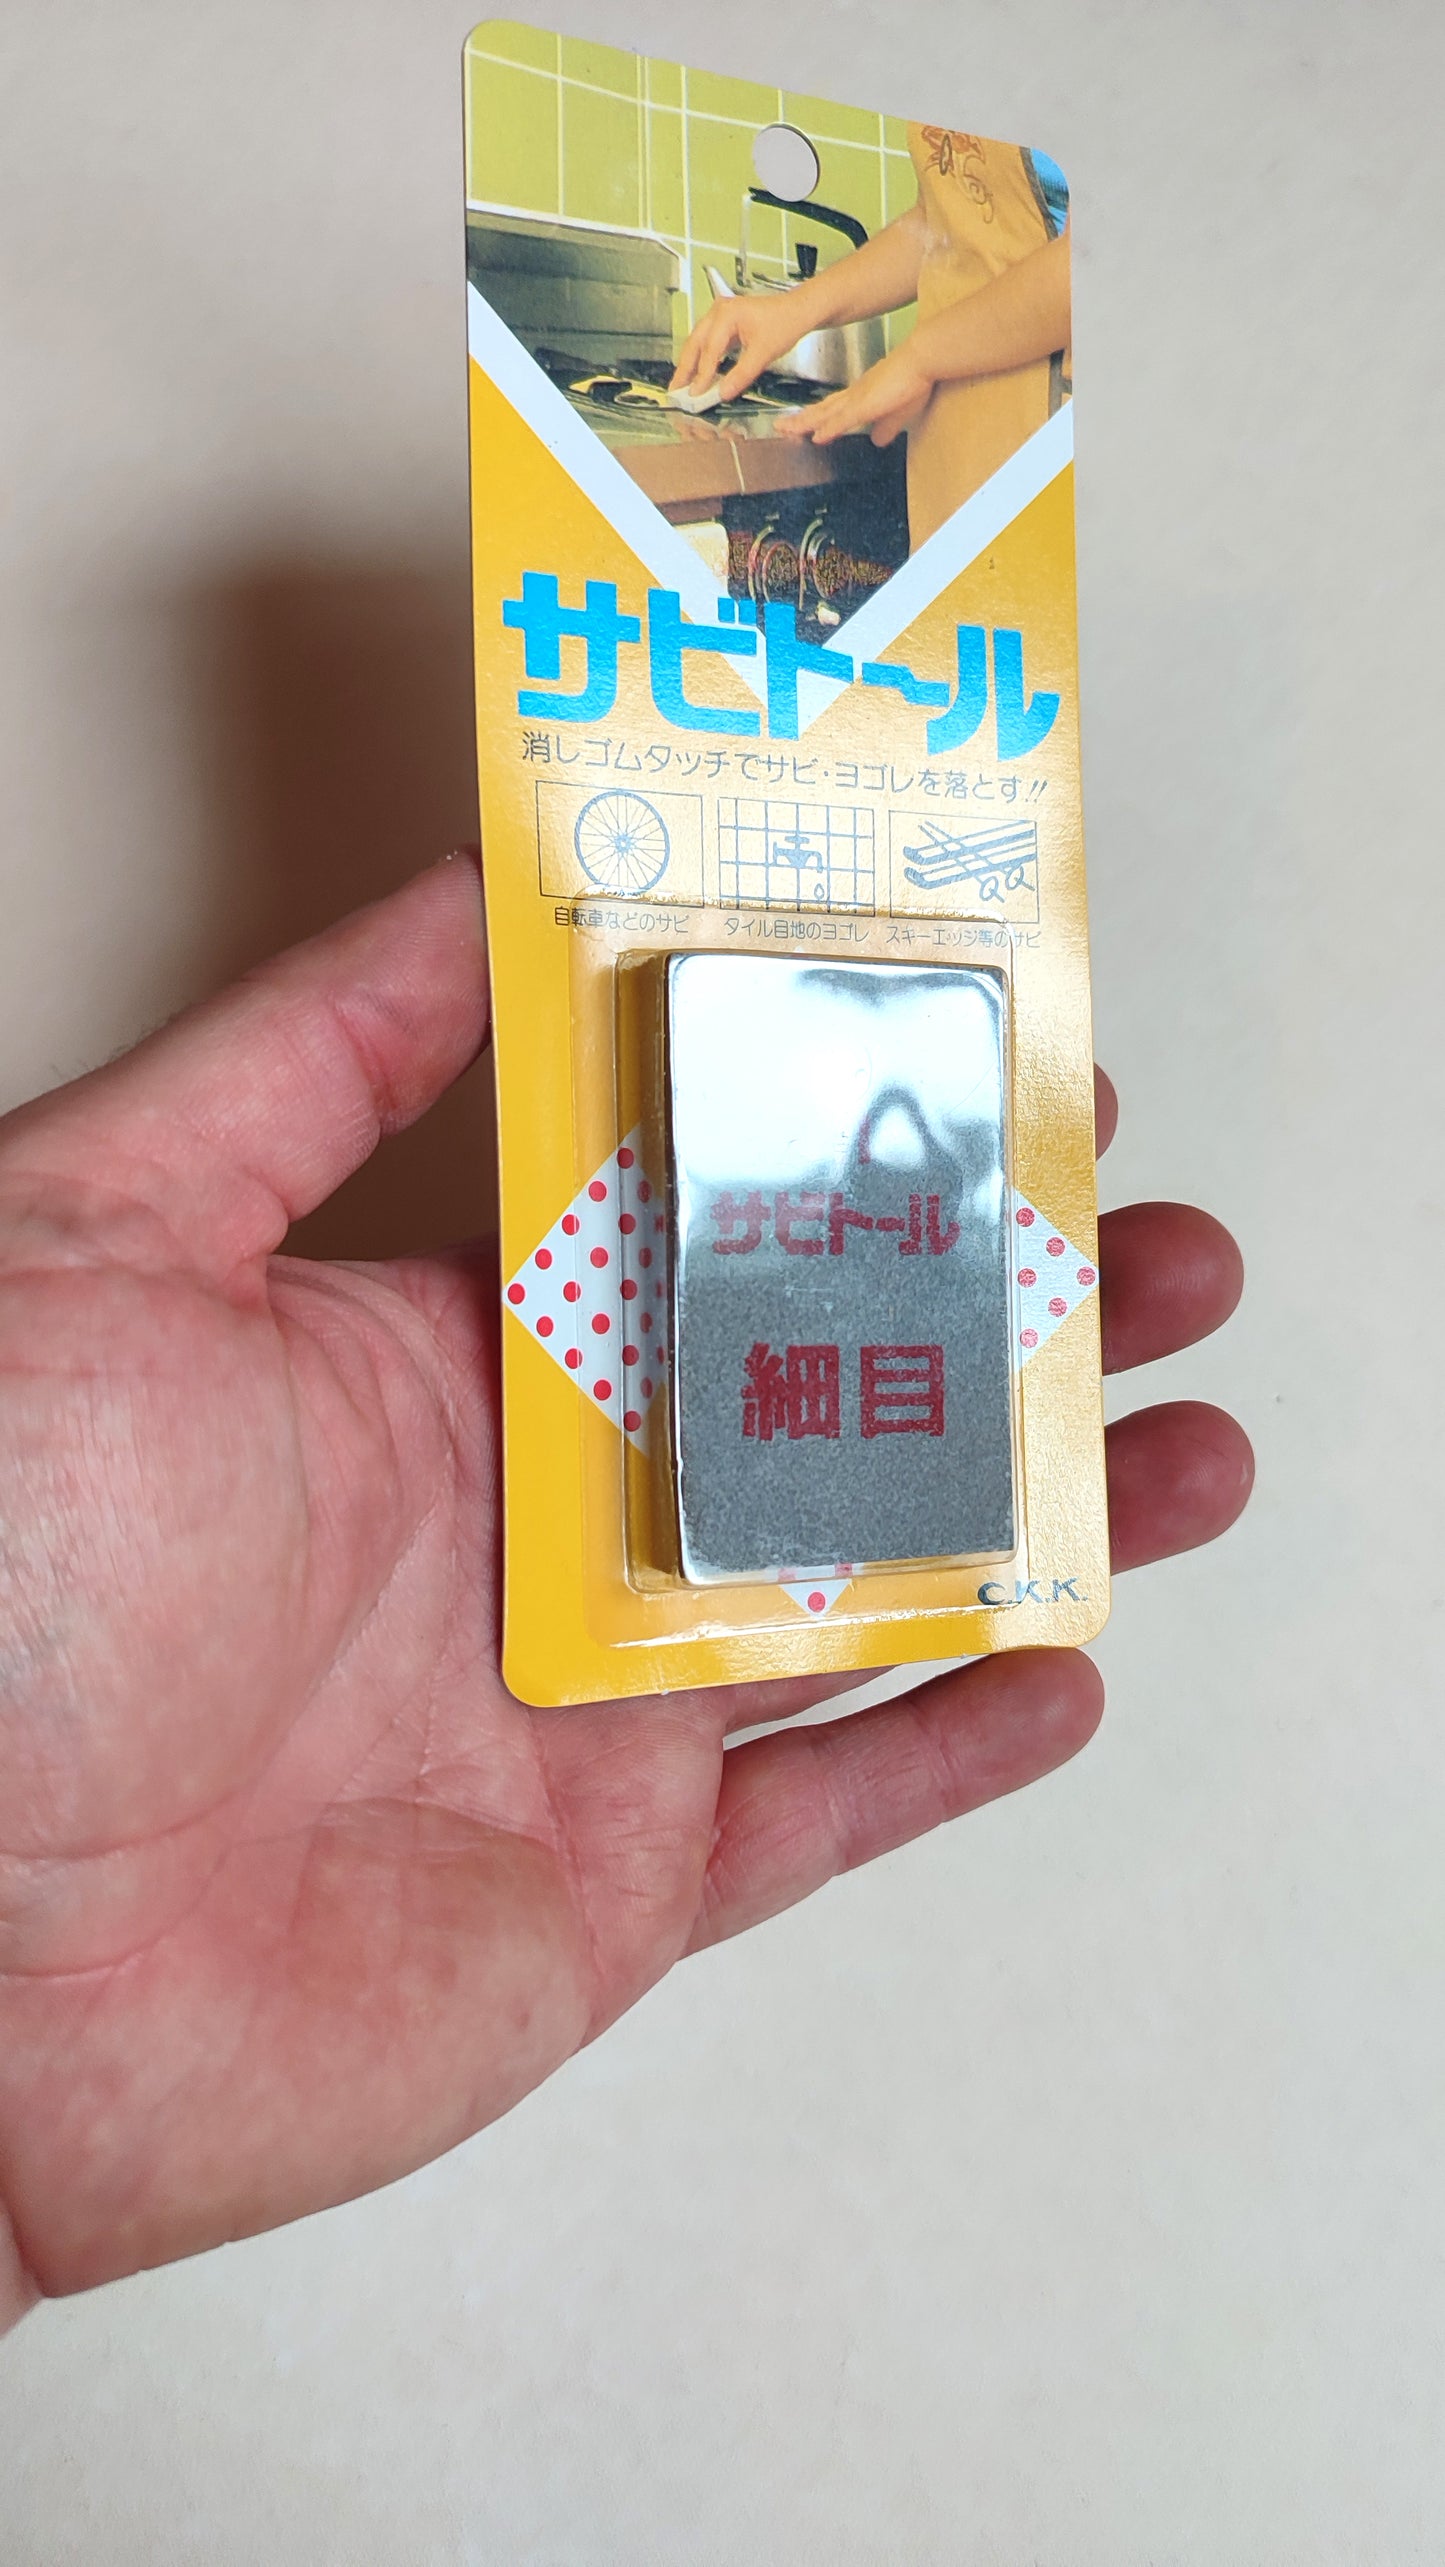 サビトール
消しゴムタッチでサビ・ヨゴレを落とす!!
自転車などのサビ
タイル目地のヨゴレ
スキーエッジ等のサビ
サビトール
細目
C.K.K.